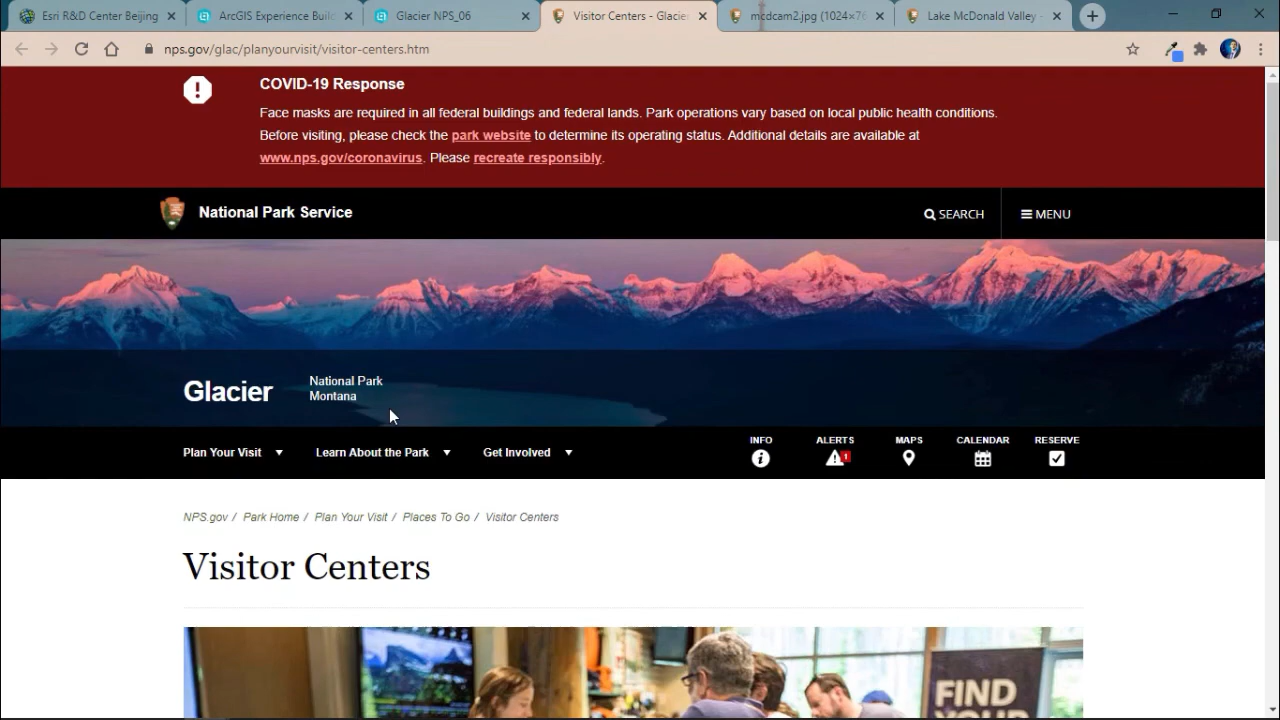 Esri R&D Center Beijing
ArcGIS Experience Buil
Glacier NPS_06
Visitor Centers - Glacier
mcdcam2.jpg (1024×76
Lake McDonald Valley -
nps.gov/glac/planyourvisit/visitor-centers.htm
COVID-19 Response
Face masks are required in all federal buildings and federal lands. Park operations vary based on local public health conditions.
Before visiting, please check the park website to determine its operating status. Additional details are available at
www.nps.gov/coronavirus. Please recreate responsibly.
National Park Service
SEARCH
MENU
Glacier
National Park
Montana
Plan Your Visit
Learn About the Park
Get Involved
INFO
ALERTS
1
MAPS
CALENDAR
RESERVE
NPS.gov / Park Home / Plan Your Visit / Places To Go / Visitor Centers
Visitor Centers
FIND
YOUR